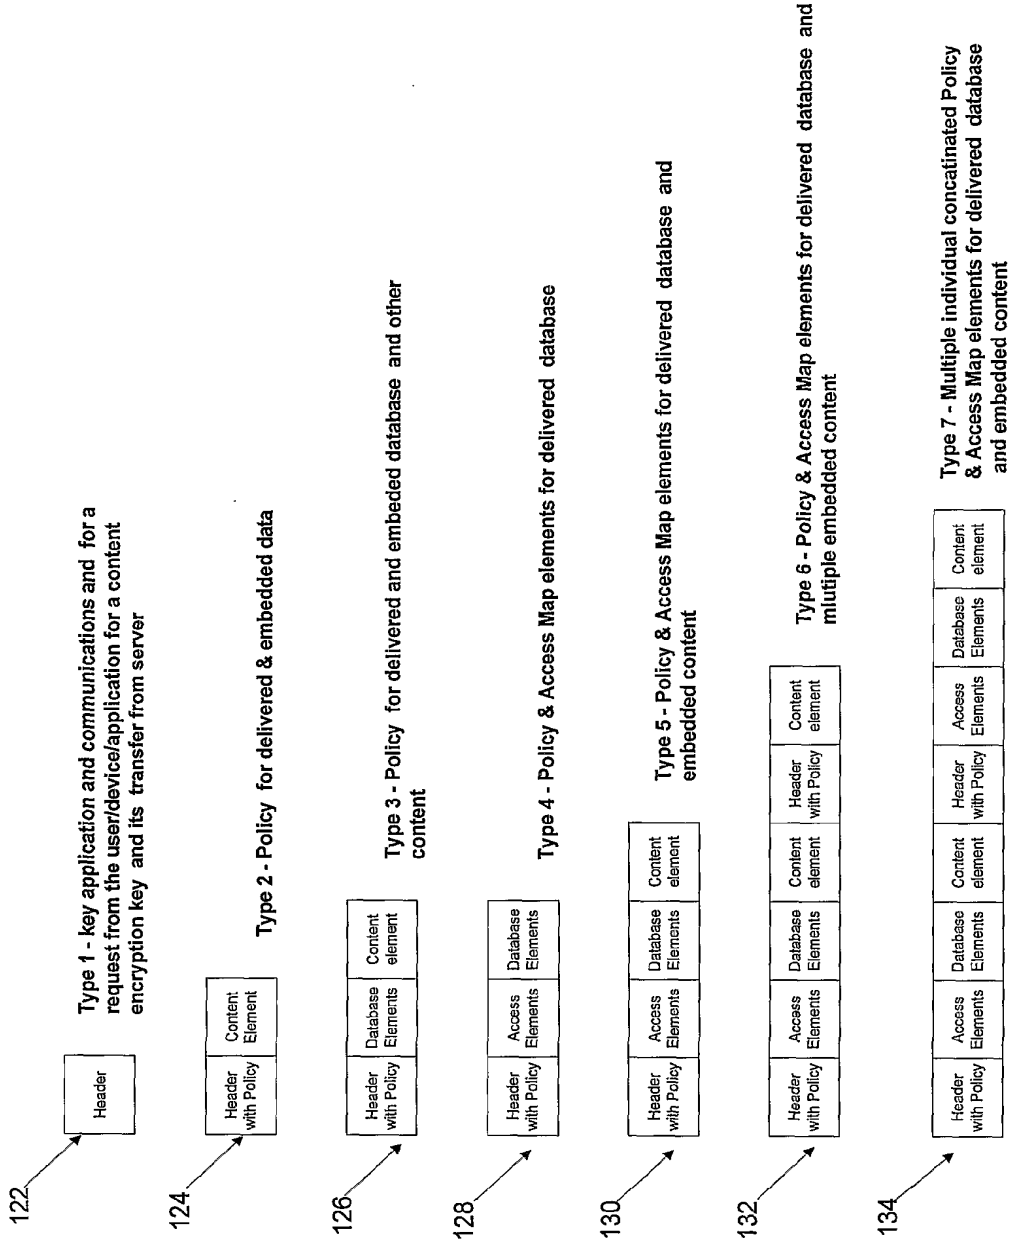 122
Header
Type 1 - key application and communications and for a
request from the user/device/application for a content
encryption key and its transfer from server
124
Header
with Policy
Content
Element
Type 2 - Policy for delivered & embedded data
126
Header
with Policy
Database
Elements
Content
element
Type 3 - Policy for delivered and embeded database and other
content
128
Header
with Policy
Access
Elements
Database
Elements
Type 4 - Policy & Access Map elements for delivered database
130
Header
with Policy
Access
Elements
Database
Elements
Content
element
Type 5 - Policy & Access Map elements for delivered database and
embedded content
132
Header
with Policy
Access
Elements
Database
Elements
Content
element
Header
with Policy
Content
element
Type 6 - Policy & Access Map elements for delivered database and
mlutiple embedded content
134
Header
with Policy
Access
Elements
Database
Elements
Content
element
Header
with Policy
Access
Elements
Database
Elements
Content
element
Type 7 - Multiple individual concatinated Policy
& Access Map elements for delivered database
and embedded content